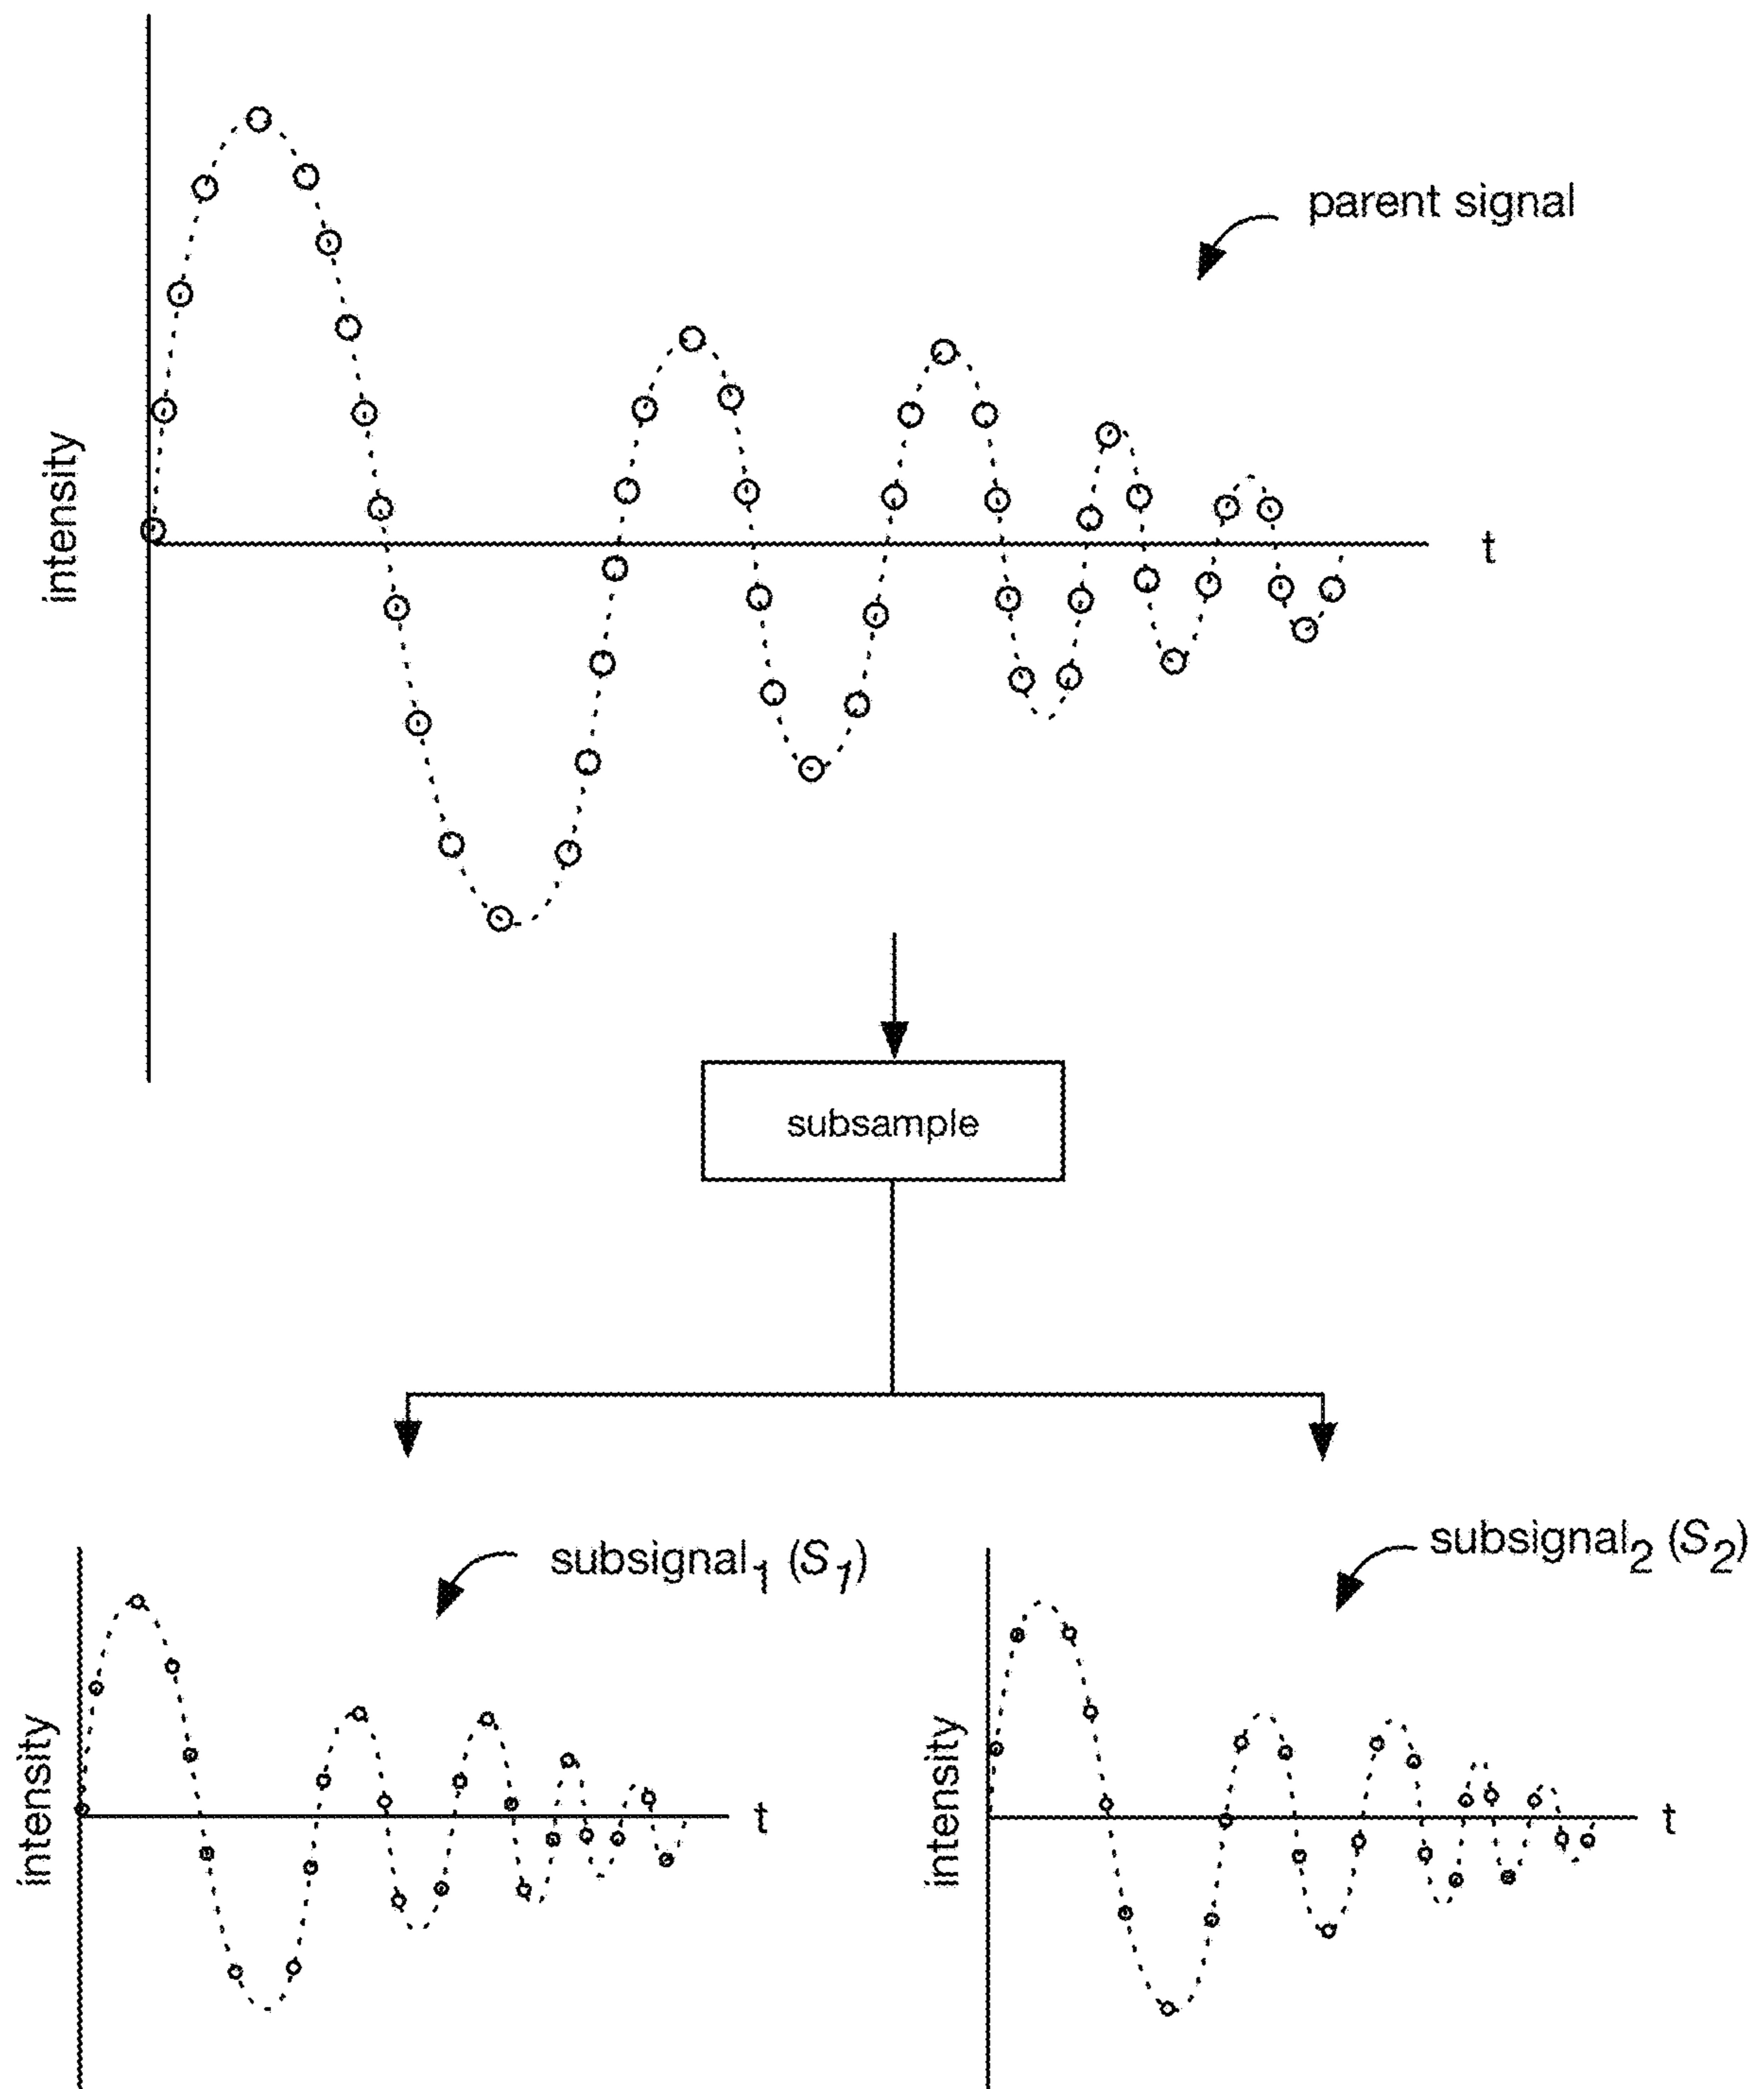 parent signal
intensity
t
subsample
subsignal₁ (S₁)
subsignal₂ (S₂)
intensity
t
intensity
t